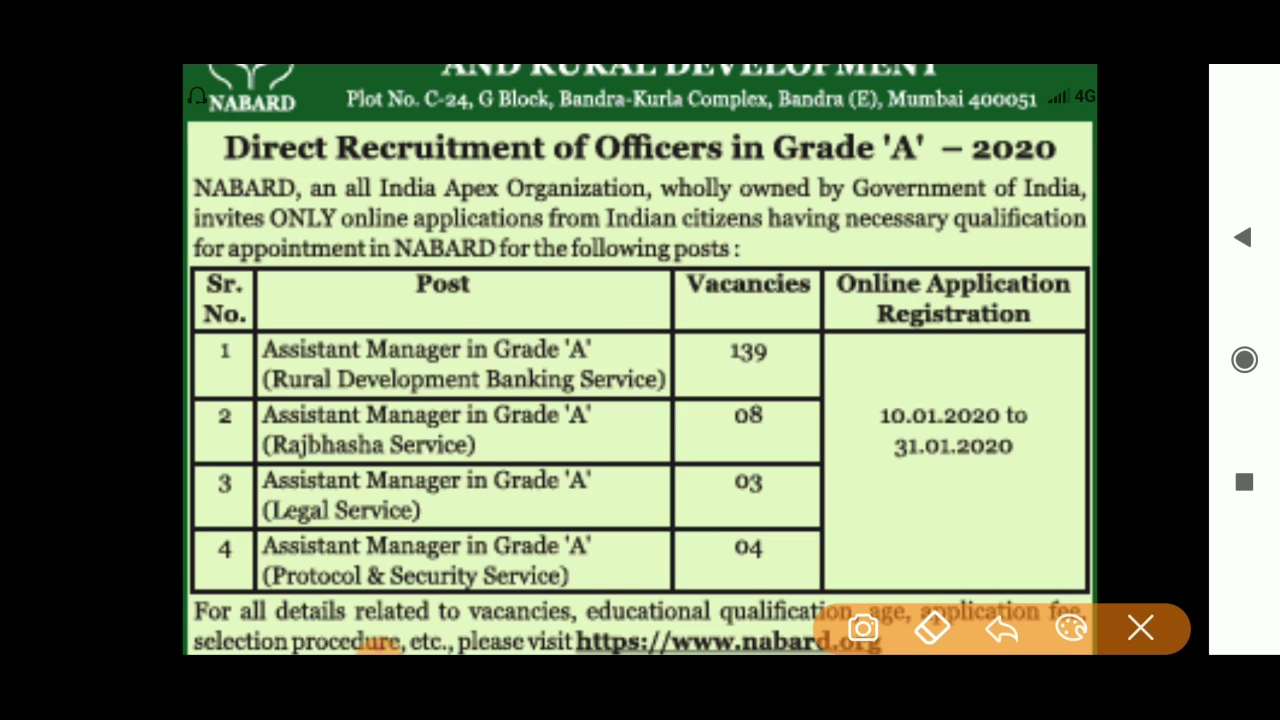 AND RURAL DEVELOPMENT
NABARD
Plot No. C-24, G Block, Bandra-Kurla Complex, Bandra (E), Mumbai 400051
4G
Direct Recruitment of Officers in Grade 'A' – 2020
NABARD, an all India Apex Organization, wholly owned by Government of India,
invites ONLY online applications from Indian citizens having necessary qualification
for appointment in NABARD for the following posts :
Sr. No. Post Vacancies Online Application Registration
1 Assistant Manager in Grade 'A' 139
(Rural Development Banking Service)
2 Assistant Manager in Grade 'A' 08 10.01.2020 to
(Rajbhasha Service) 31.01.2020
3 Assistant Manager in Grade 'A' 03
(Legal Service)
4 Assistant Manager in Grade 'A' 04
(Protocol & Security Service)
For all details related to vacancies, educational qualification, age, application fee,
selection procedure, etc., please visit https://www.nabard.org